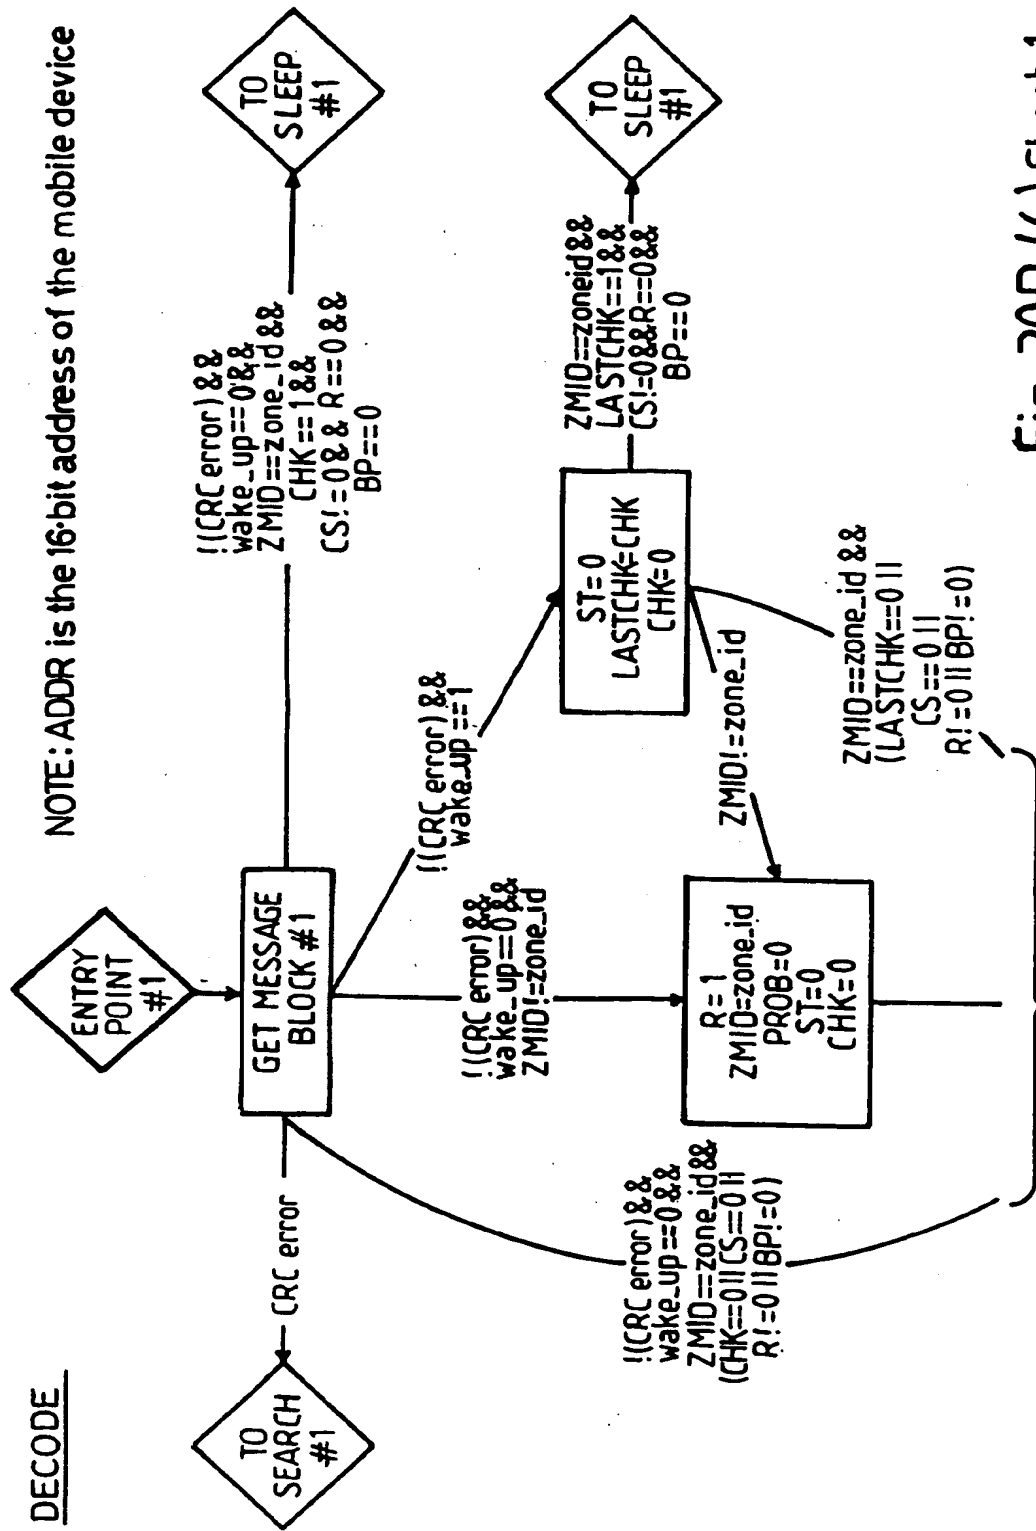 DECODE
NOTE: ADDR is the 16-bit address of the mobile device
ENTRY
POINT
#1
TO
SEARCH
#1
CRC error
GET MESSAGE
BLOCK #1
!(CRC error) &&
wake_up==0 &&
ZMID==zone_id &&
CHK==1 &&
CS!=0 && R==0 &&
BP==0
TO
SLEEP
#1
!(CRC error) &&
wake_up==1
!(CRC error) &&
wake_up==0 &&
ZMID!=zone_id
ST=0
LASTCHK=CHK
CHK=0
ZMID==zoneid &&
LASTCHK==1 &&
CS!=0 && R==0 &&
BP==0
TO
SLEEP
#1
ZMID!=zone_id
!(CRC error) &&
wake_up==0 &&
ZMID==zone_id &&
(CHK==0 || CS==0 ||
R!=0 || BP!=0)
R=1
ZMID=zone_id
PROB=0
ST=0
CHK=0
ZMID==zone_id &&
(LASTCHK==0 ||
CS==0 ||
R!=0 || BP!=0)